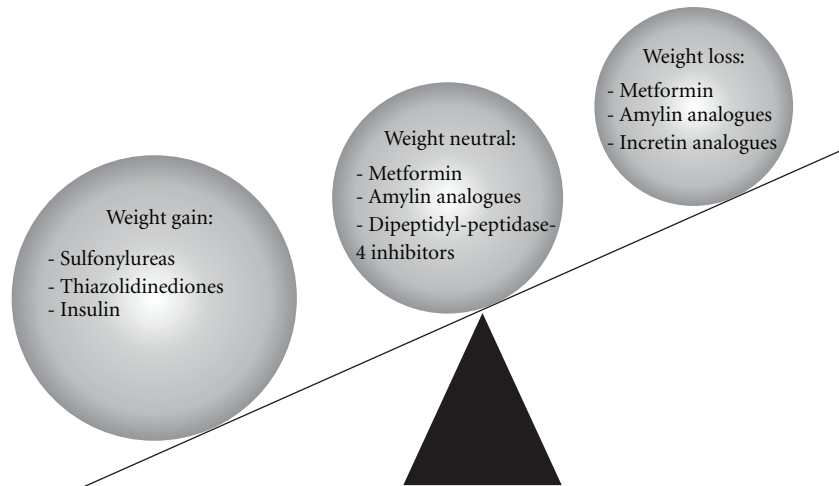 Weight gain:
- Sulfonylureas
- Thiazolidinediones
- Insulin
Weight neutral:
- Metformin
- Amylin analogues
- Dipeptidyl-peptidase-
4 inhibitors
Weight loss:
- Metformin
- Amylin analogues
- Incretin analogues